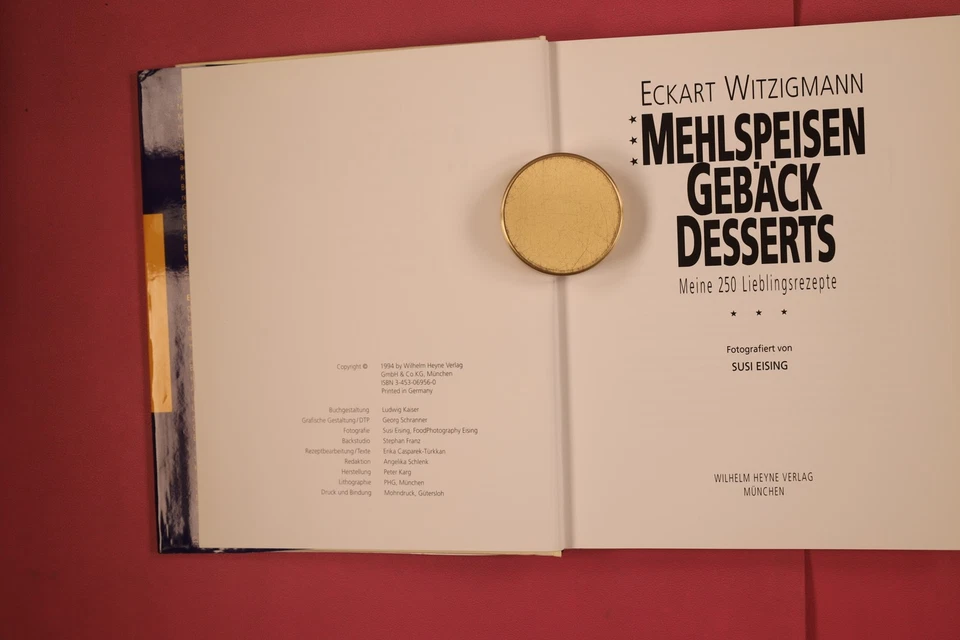 Copyright © 1994 by Wilhelm Heyne Verlag
GmbH & Co.KG, München
ISBN 3-453-06956-0
Printed in Germany
Buchgestaltung Ludwig Kaiser
Grafische Gestaltung/DTP Georg Schranner
Fotografie Susi Eising, FoodPhotography Eising
Backstudio Stephan Franz
Rezeptbearbeitung/Texte Erika Casparek-Türkkan
Redaktion Angelika Schlenk
Herstellung Peter Karg
Lithographie PHG, München
Druck und Bindung Mohndruck, Gütersloh
ECKART WITZIGMANN
MEHLSPEISEN
GEBÄCK
DESSERTS
Meine 250 Lieblingsrezepte
Fotografiert von
SUSI EISING
WILHELM HEYNE VERLAG
MÜNCHEN